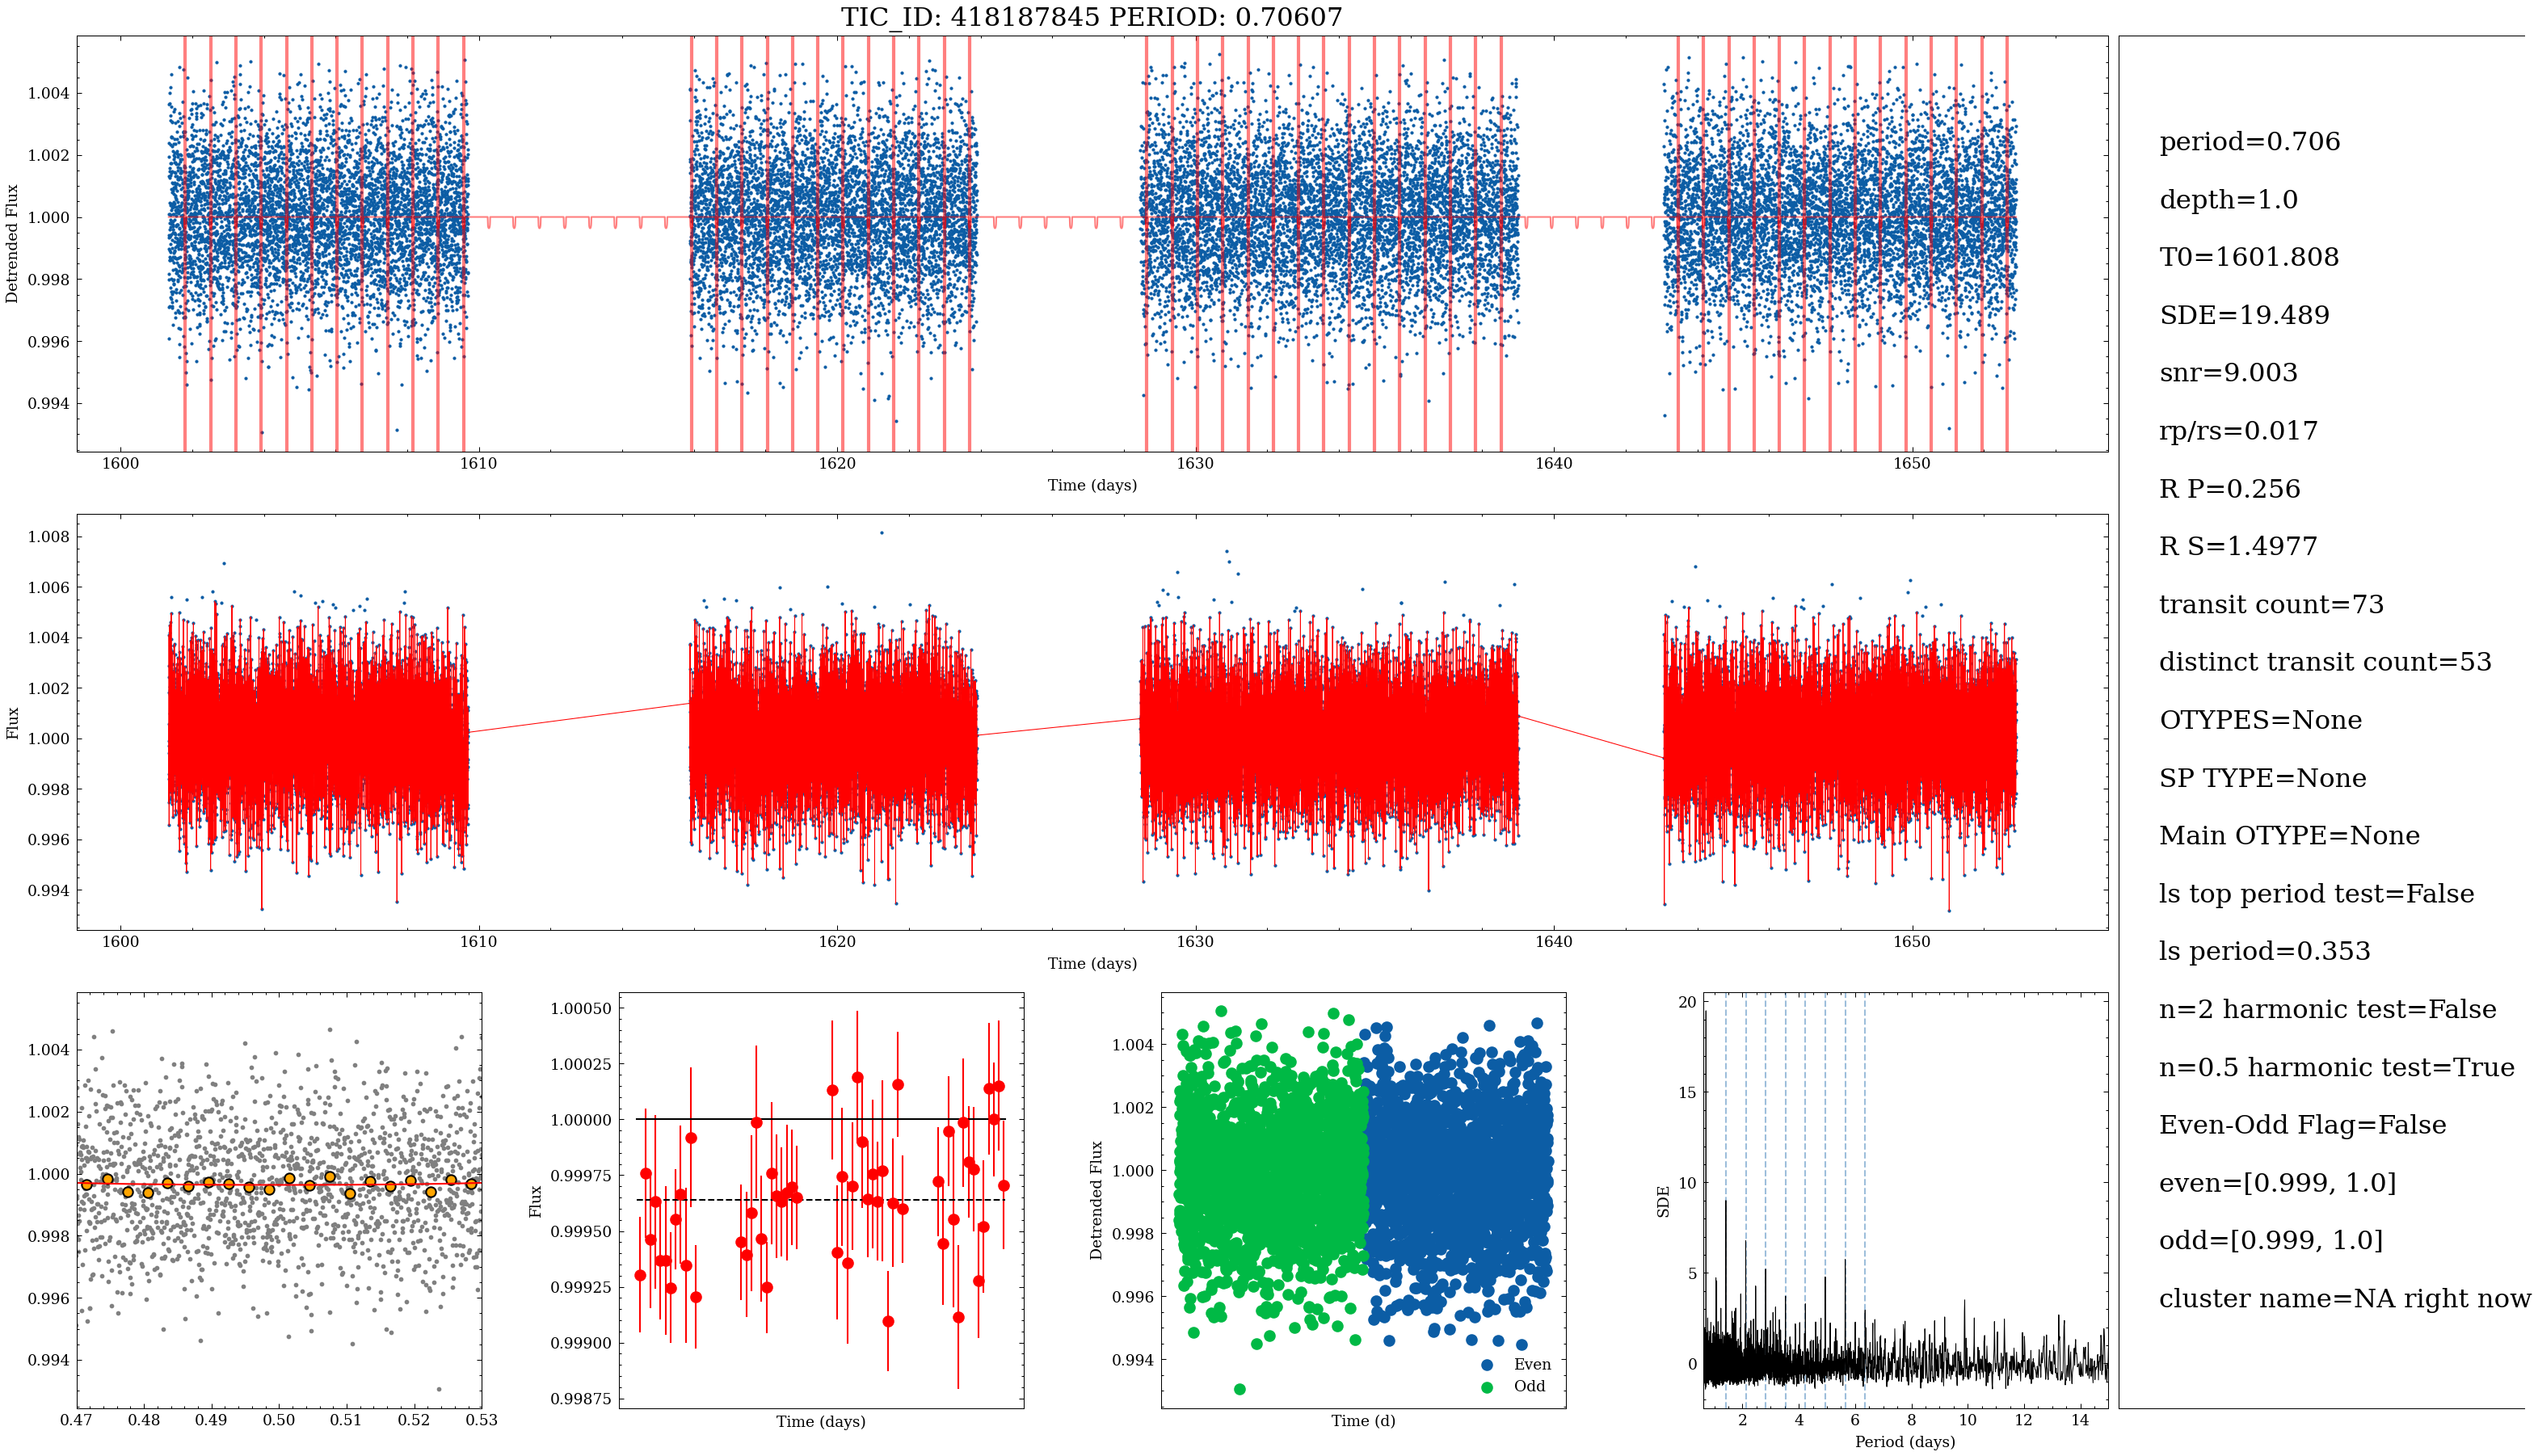 TIC_ID: 418187845 PERIOD: 0.70607
Detrended Flux
1.004
1.002
1.000
0.998
0.996
0.994
1600 1610 1620 1630 1640 1650
Time (days)
Flux
1.008
1.006
1.004
1.002
1.000
0.998
0.996
0.994
1600 1610 1620 1630 1640 1650
Time (days)
1.004
1.002
1.000
0.998
0.996
0.994
0.47 0.48 0.49 0.50 0.51 0.52 0.53
Flux
1.00050
1.00025
1.00000
0.99975
0.99950
0.99925
0.99900
0.99875
Time (days)
Detrended Flux
1.004
1.002
1.000
0.998
0.996
0.994
Even
Odd
Time (d)
SDE
20
15
10
5
0
2 4 6 8 10 12 14
Period (days)
period=0.706
depth=1.0
T0=1601.808
SDE=19.489
snr=9.003
rp/rs=0.017
R P=0.256
R S=1.4977
transit count=73
distinct transit count=53
OTYPES=None
SP TYPE=None
Main OTYPE=None
ls top period test=False
ls period=0.353
n=2 harmonic test=False
n=0.5 harmonic test=True
Even-Odd Flag=False
even=[0.999, 1.0]
odd=[0.999, 1.0]
cluster name=NA right now